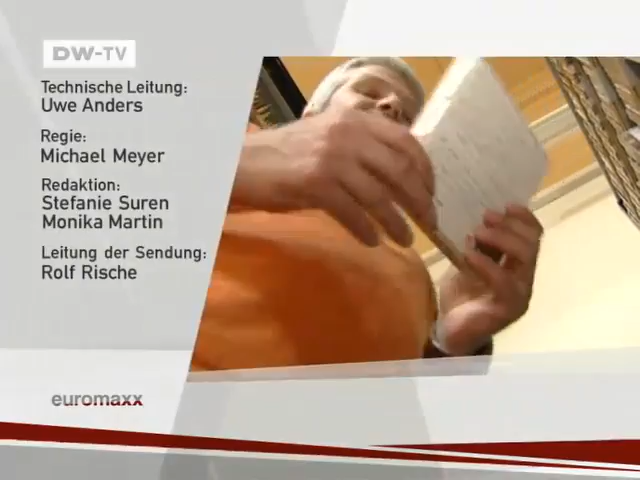 DW-TV
Technische Leitung:
Uwe Anders
Regie:
Michael Meyer
Redaktion:
Stefanie Suren
Monika Martin
Leitung der Sendung:
Rolf Rische
euromaxx